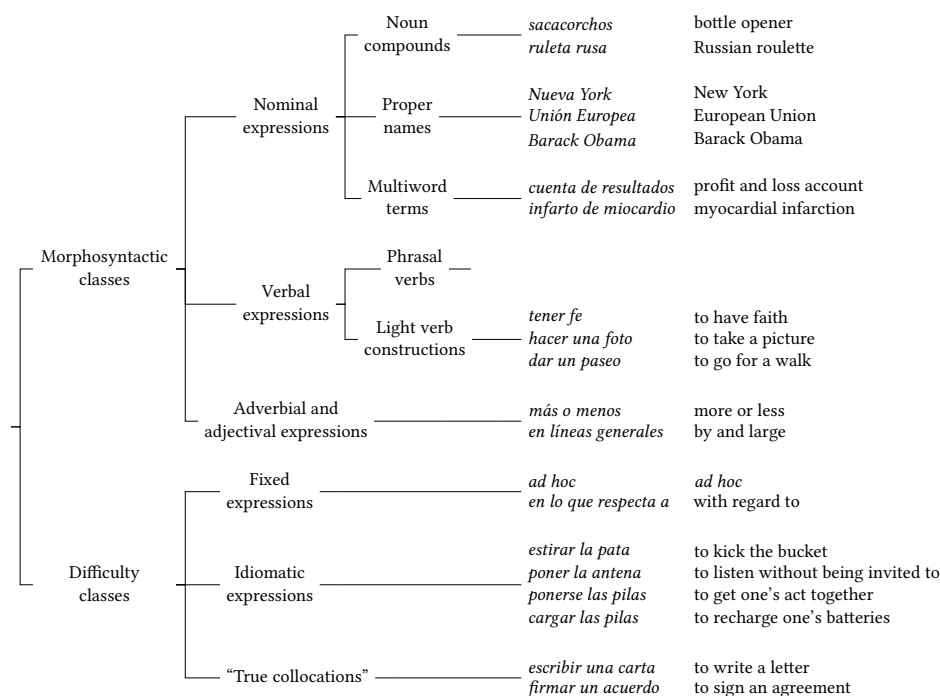 Noun
compounds
sacacorchos bottle opener
ruleta rusa Russian roulette
Nominal
expressions
Proper
names
Nueva York New York
Unión Europea European Union
Barack Obama Barack Obama
Multiword
terms
cuenta de resultados profit and loss account
infarto de miocardio myocardial infarction
Morphosyntactic
classes
Phrasal
verbs
Verbal
expressions
Light verb
constructions
tener fe to have faith
hacer una foto to take a picture
dar un paseo to go for a walk
Adverbial and
adjectival expressions
más o menos more or less
en líneas generales by and large
Fixed
expressions
ad hoc ad hoc
en lo que respecta a with regard to
Difficulty
classes
Idiomatic
expressions
estirar la pata to kick the bucket
poner la antena to listen without being invited to
ponerse las pilas to get one's act together
cargar las pilas to recharge one's batteries
“True collocations”
escribir una carta to write a letter
firmar un acuerdo to sign an agreement